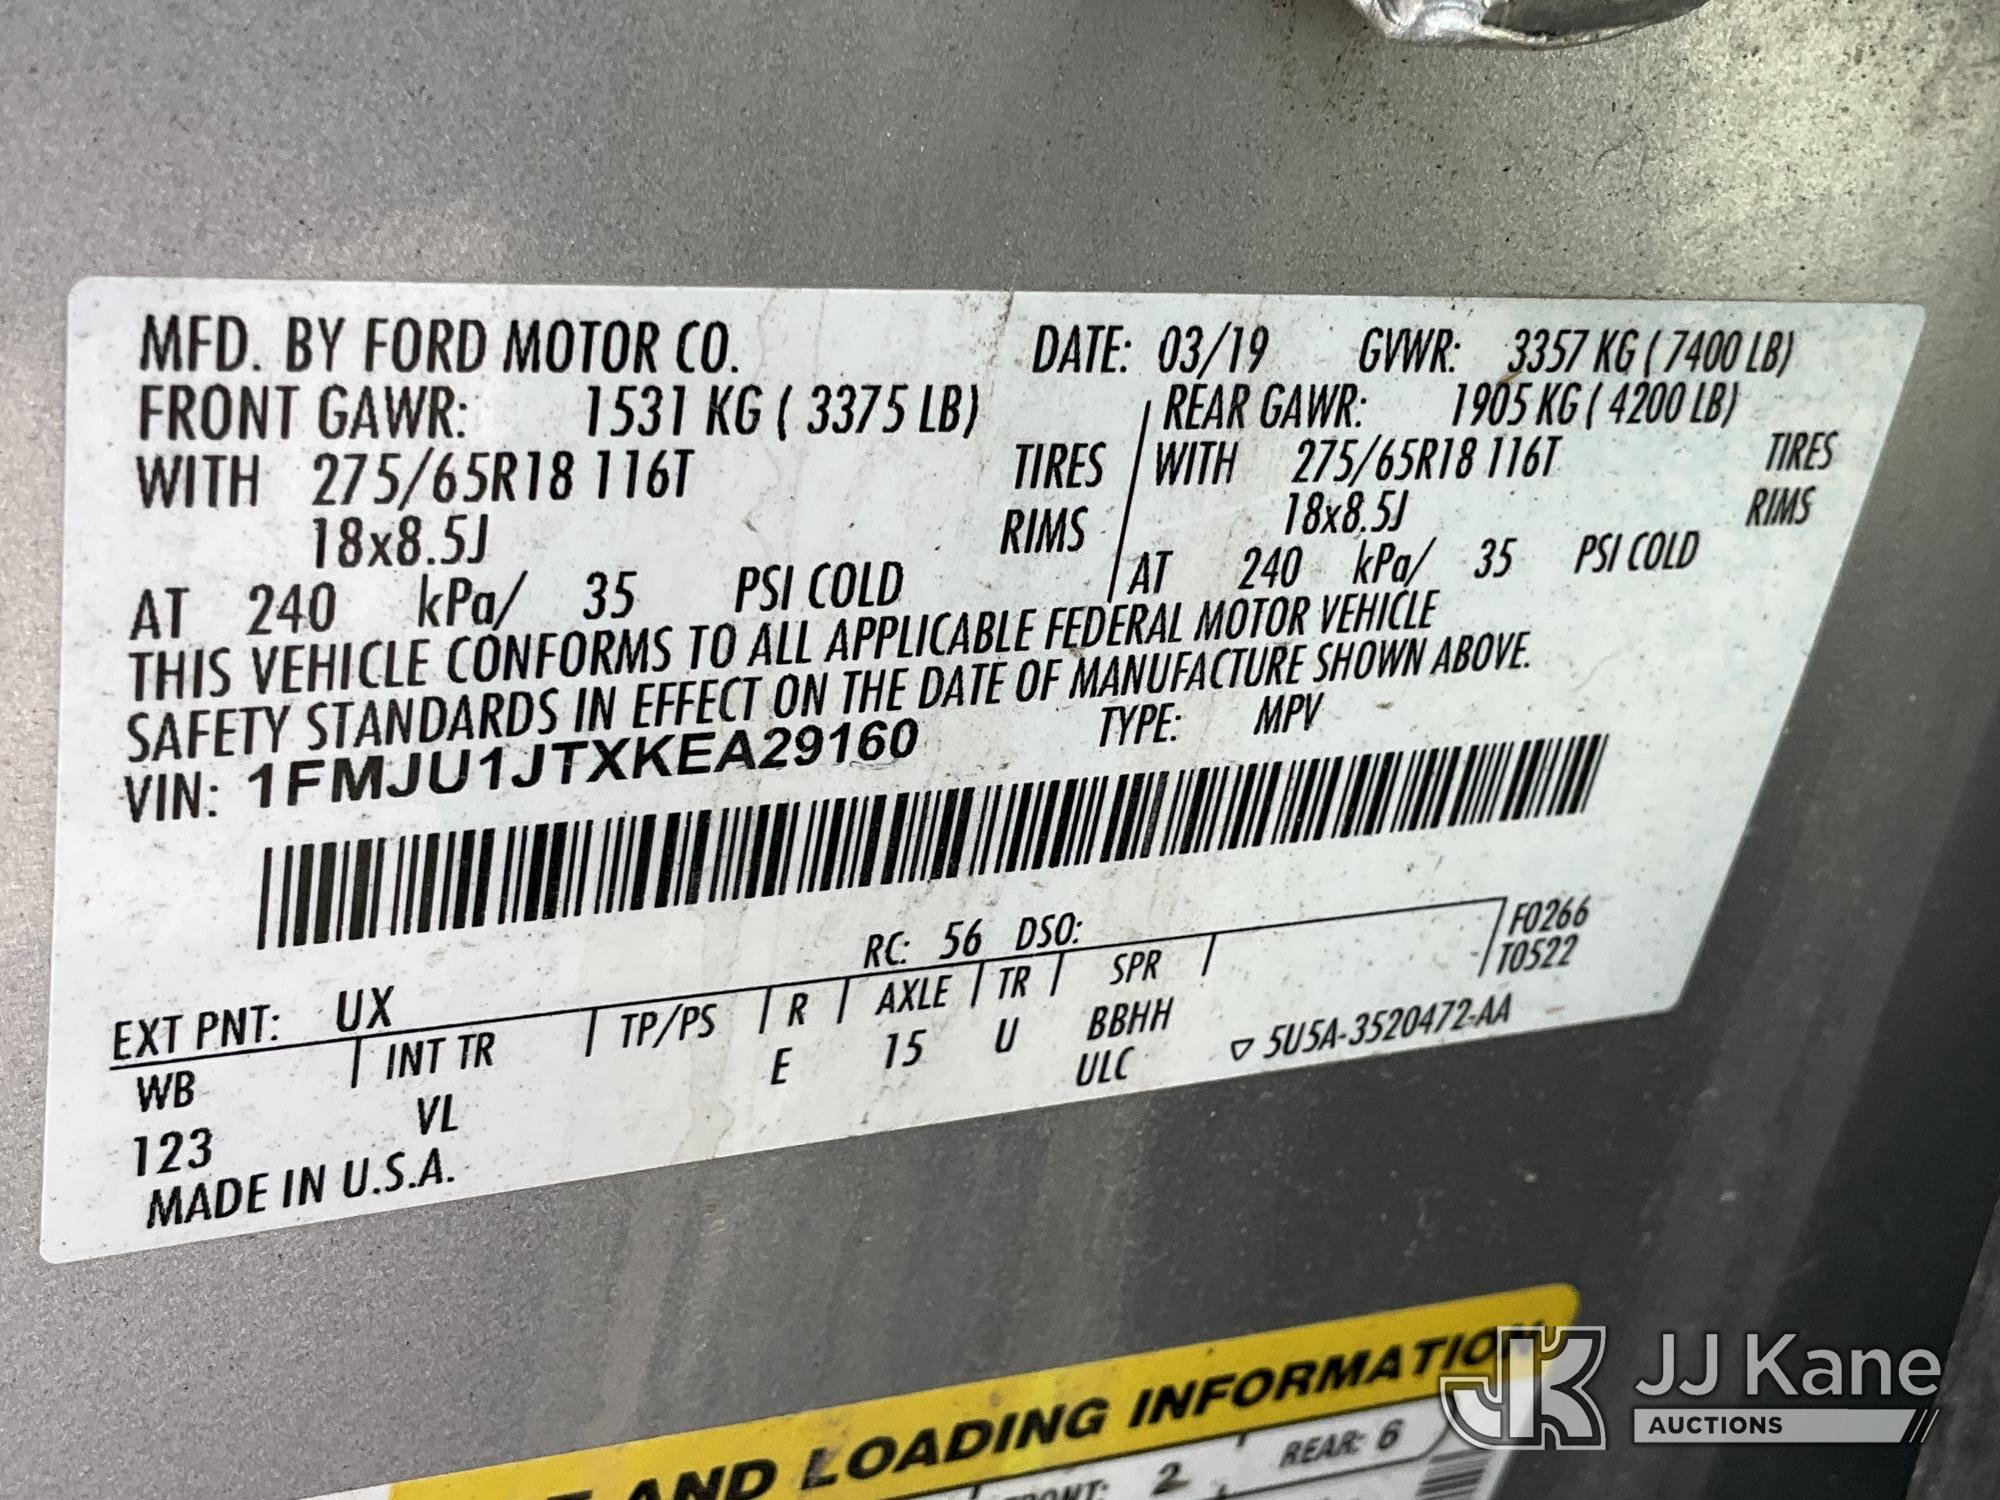 MFD. BY FORD MOTOR CO. DATE: 03/19 GVWR: 3357 KG ( 7400 LB)
FRONT GAWR: 1531 KG ( 3375 LB) REAR GAWR: 1905 KG ( 4200 LB)
WITH 275/65R18 116T TIRES WITH 275/65R18 116T TIRES
18x8.5J RIMS 18x8.5J RIMS
AT 240 kPa/ 35 PSI COLD AT 240 kPa/ 35 PSI COLD
THIS VEHICLE CONFORMS TO ALL APPLICABLE FEDERAL MOTOR VEHICLE
SAFETY STANDARDS IN EFFECT ON THE DATE OF MANUFACTURE SHOWN ABOVE.
VIN: 1FMJU1JTXKEA29160 TYPE: MPV
F0266
T0522
EXT PNT: UX RC: 56 DSO:
WB INT TR TP/PS R AXLE TR SPR
123 VL E 15 U BBHH
ULC
▽ 5U5A-3520472-AA
MADE IN U.S.A.
AND LOADING INFORMATION
FRONT: 2 REAR: 6
JK JJ Kane
AUCTIONS